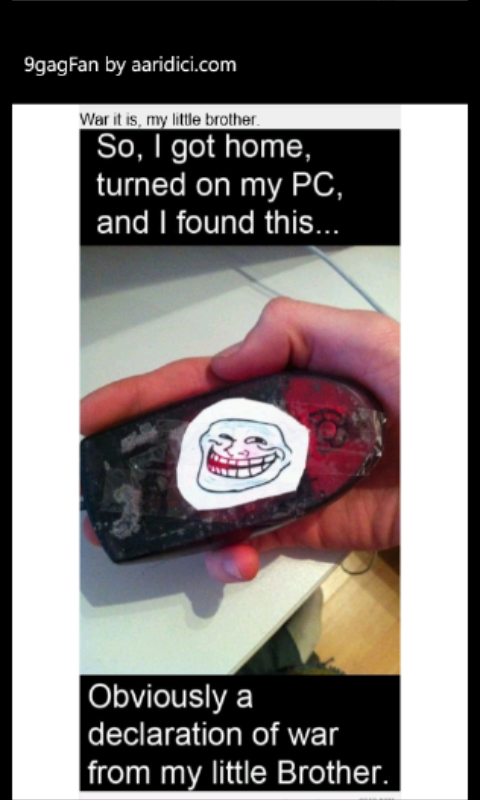 9gagFan by aaridici.com
War it is, my little brother.
So, I got home,
turned on my PC,
and I found this...
Obviously a
declaration of war
from my little Brother.